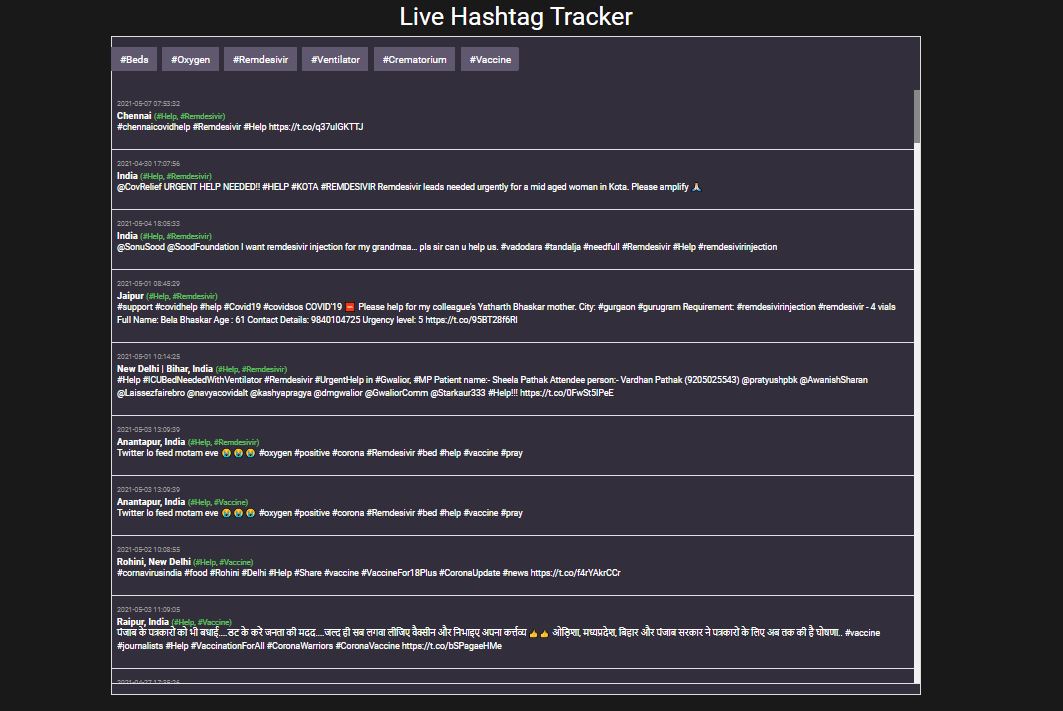 Live Hashtag Tracker
#Beds #Oxygen #Remdesivir #Ventilator #Crematorium #Vaccine
2021-05-07 07:53:32
Chennai (#Help, #Remdesivir)
#chennaicovidhelp #Remdesivir #Help https://t.co/q37uIGKTTJ
2021-04-30 17:07:56
India (#Help, #Remdesivir)
@CovRelief URGENT HELP NEEDED!! #HELP #KOTA #REMDESIVIR Remdesivir leads needed urgently for a mid aged woman in Kota. Please amplify 🙏
2021-05-04 18:05:33
India (#Help, #Remdesivir)
@SonuSood @SoodFoundation I want remdesivir injection for my grandmaa... pls sir can u help us. #vadodara #tandalja #needfull #Remdesivir #Help #remdesivirinjection
2021-05-01 08:45:29
Jaipur (#Help, #Remdesivir)
#support #covidhelp #help #Covid19 #covidsos COVID'19 🆘 Please help for my colleague's Yatharth Bhaskar mother. City: #gurgaon #gurugram Requirement: #remdesivirinjection #remdesivir - 4 vials
Full Name: Bela Bhaskar Age : 61 Contact Details: 9840104725 Urgency level: 5 https://t.co/95BT28f6Rl
2021-05-01 10:14:25
New Delhi | Bihar, India (#Help, #Remdesivir)
#Help #ICUBedNeededWithVentilator #Remdesivir #UrgentHelp in #Gwalior, #MP Patient name:- Sheela Pathak Attendee person:- Vardhan Pathak (9205025543) @pratyushpbk @AwanishSharan
@Laissezfairebro @navyacovidalt @kashyapragya @dmgwalior @GwaliorComm @Starkaur333 #Help!!! https://t.co/0FwSt5lPeE
2021-05-03 13:09:39
Anantapur, India (#Help, #Remdesivir)
Twitter lo feed motam eve 😭 😭 😭 #oxygen #positive #corona #Remdesivir #bed #help #vaccine #pray
2021-05-03 13:09:39
Anantapur, India (#Help, #Vaccine)
Twitter lo feed motam eve 😭 😭 😭 #oxygen #positive #corona #Remdesivir #bed #help #vaccine #pray
2021-05-02 10:08:55
Rohini, New Delhi (#Help, #Vaccine)
#cornavirusindia #food #Rohini #Delhi #Help #Share #vaccine #VaccineFor18Plus #CoronaUpdate #news https://t.co/f4rYAkrCCr
2021-05-03 11:09:05
Raipur, India (#Help, #Vaccine)
पंजाब के पत्रकारों को भी बधाई....डट के करें जनता की मदद....जल्द ही सब लगवा लीजिए वैक्सीन और निभाइए अपना कर्त्तव्य 👍👍 ओड़िशा, मध्यप्रदेश, बिहार और पंजाब सरकार ने पत्रकारों के लिए अब तक की है घोषणा.. #vaccine
#journalists #Help #VaccinationForAll #CoronaWarriors #CoronaVaccine https://t.co/bSPagaeHMe